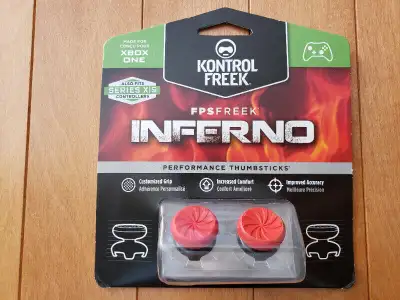 MADE FOR
CONÇU POUR
XBOX
ONE
KONTROL
FREEK
ALSO FITS
SERIES X|S
CONTROLLERS
FPSFREEK
INFERNO
PERFORMANCE THUMBSTICKS
Customized Grip
Adhérence Personnalisé
Increased Comfort
Confort Amélioré
Improved Accuracy
Meilleure Précision